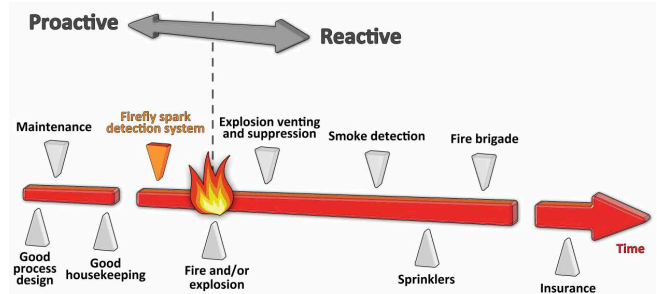 Proactive
Reactive
Maintenance
Firefly spark
detection system
Explosion venting
and suppression
Smoke detection
Fire brigade
Good
process
design
Good
housekeeping
Fire and/or
explosion
Sprinklers
Insurance
Time